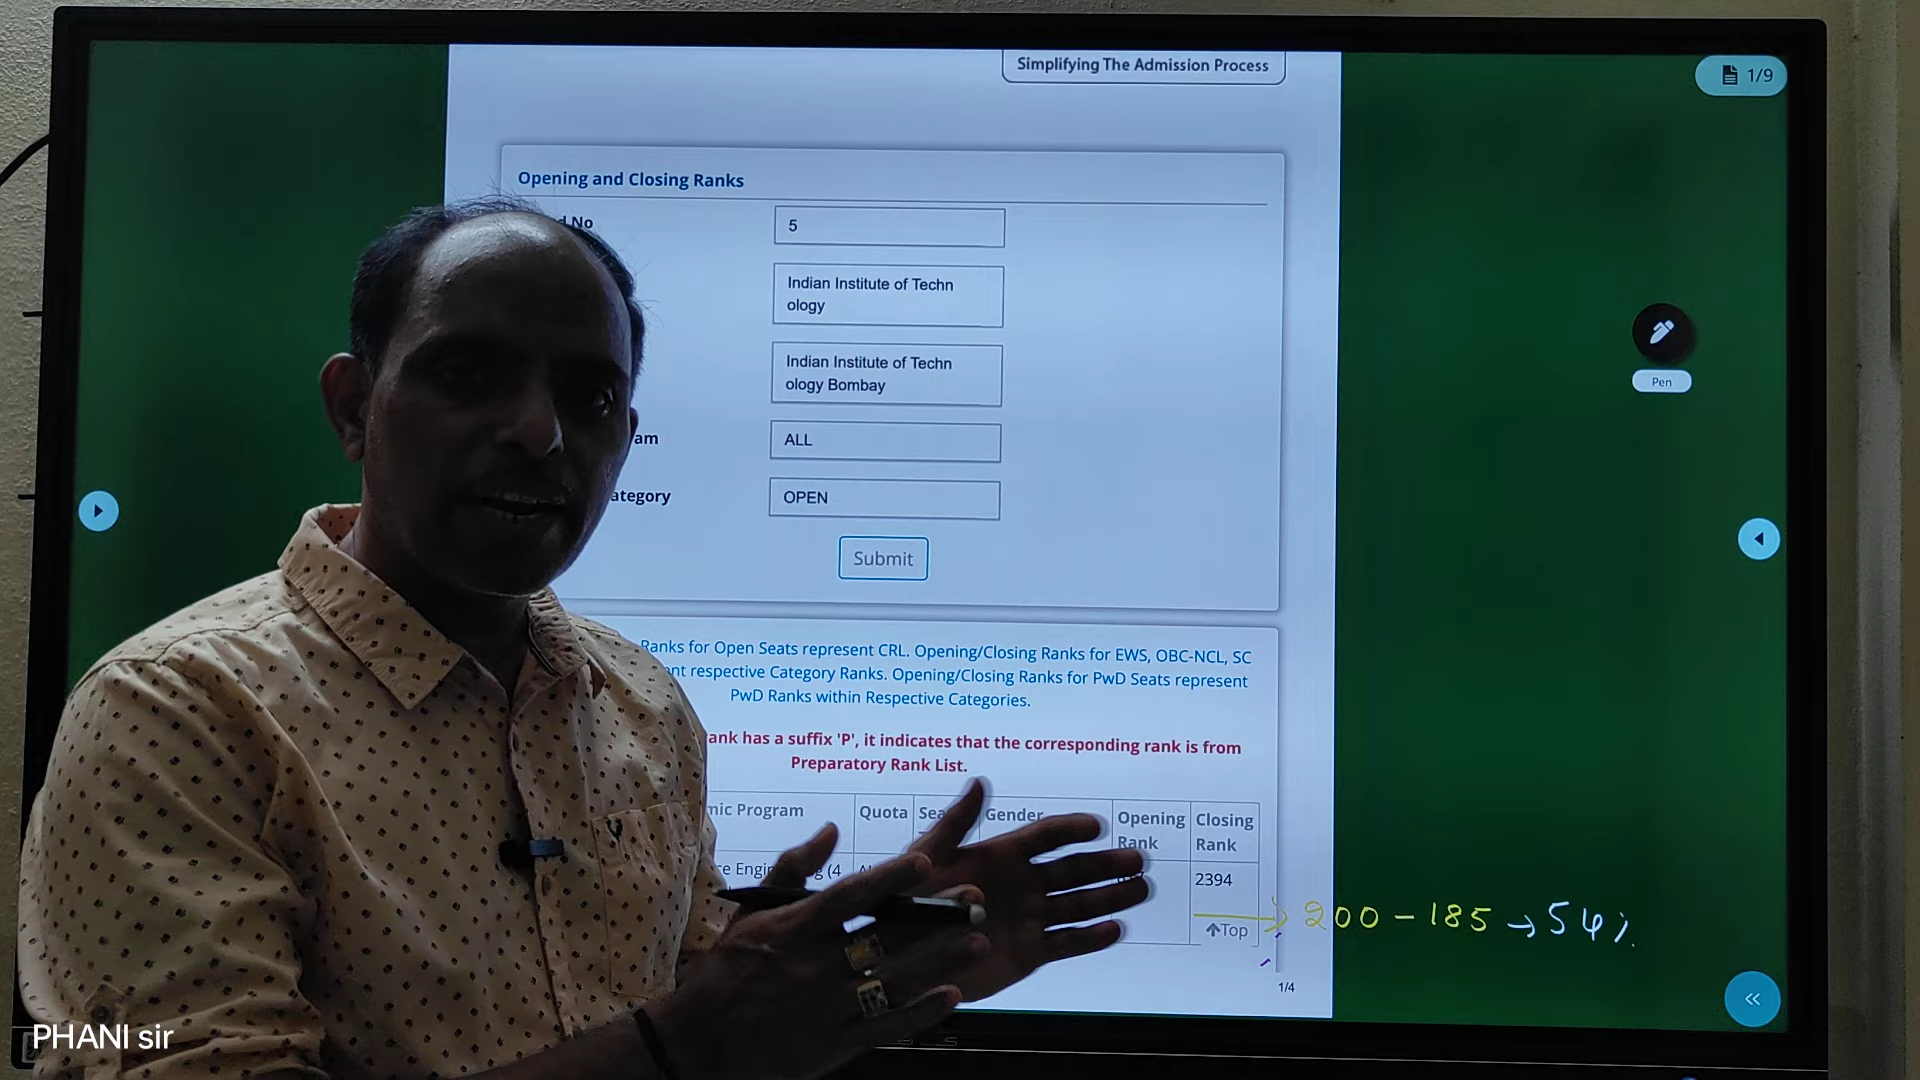 Simplifying The Admission Process
1/9
Opening and Closing Ranks
No
5
Indian Institute of Techn
ology
Indian Institute of Techn
ology Bombay
am
ALL
ategory
OPEN
Submit
Pen
Ranks for Open Seats represent CRL. Opening/Closing Ranks for EWS, OBC-NCL, SC
nt respective Category Ranks. Opening/Closing Ranks for PwD Seats represent
PwD Ranks within Respective Categories.
ank has a suffix 'P', it indicates that the corresponding rank is from
Preparatory Rank List.
mic Program
Quota
Sea
Gender
Opening
Rank
Closing
Rank
(4
2394
Top
200 - 185 → 54%
1/4
PHANI sir